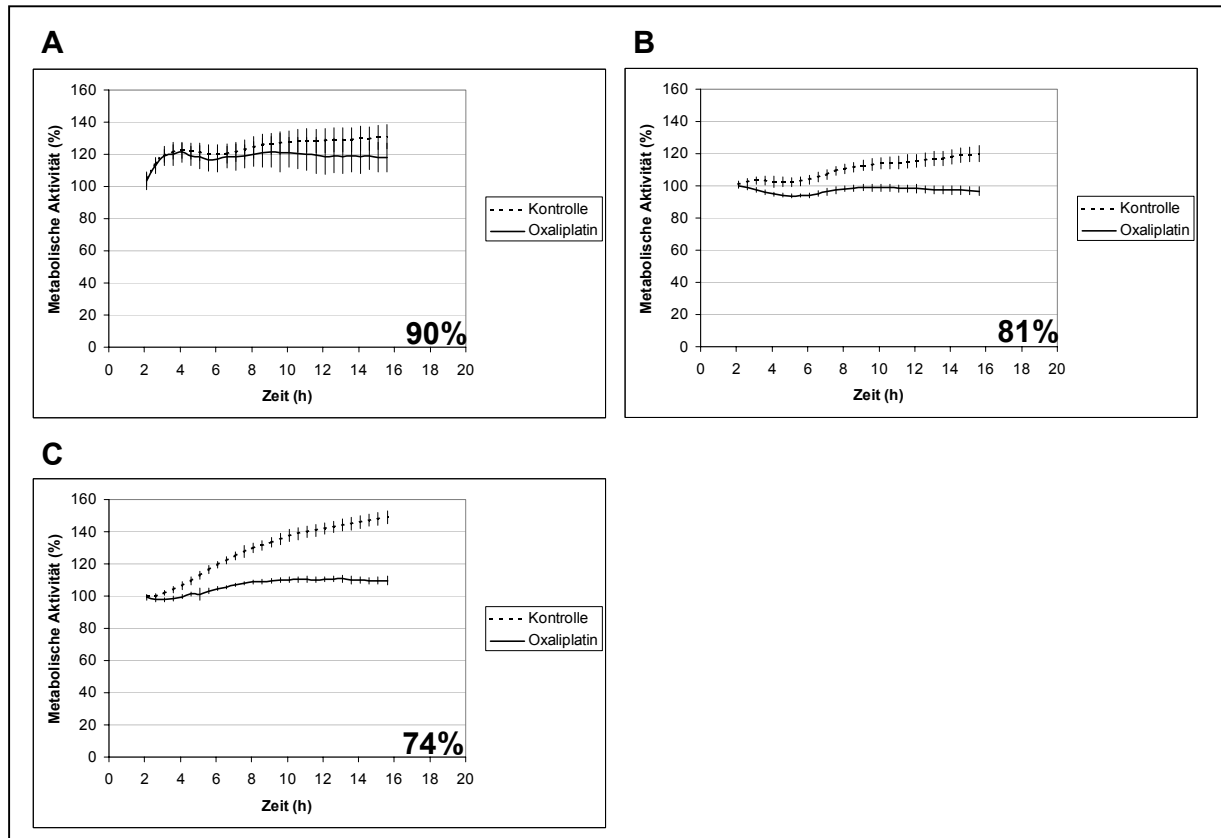 A
Metabolische Aktivität (%)
160
140
120
100
80
60
40
20
0
0 2 4 6 8 10 12 14 16 18 20
Zeit (h)
Kontrolle
Oxaliplatin
90%
B
Metabolische Aktivität (%)
160
140
120
100
80
60
40
20
0
0 2 4 6 8 10 12 14 16 18 20
Zeit (h)
Kontrolle
Oxaliplatin
81%
C
Metabolische Aktivität (%)
160
140
120
100
80
60
40
20
0
0 2 4 6 8 10 12 14 16 18 20
Zeit (h)
Kontrolle
Oxaliplatin
74%